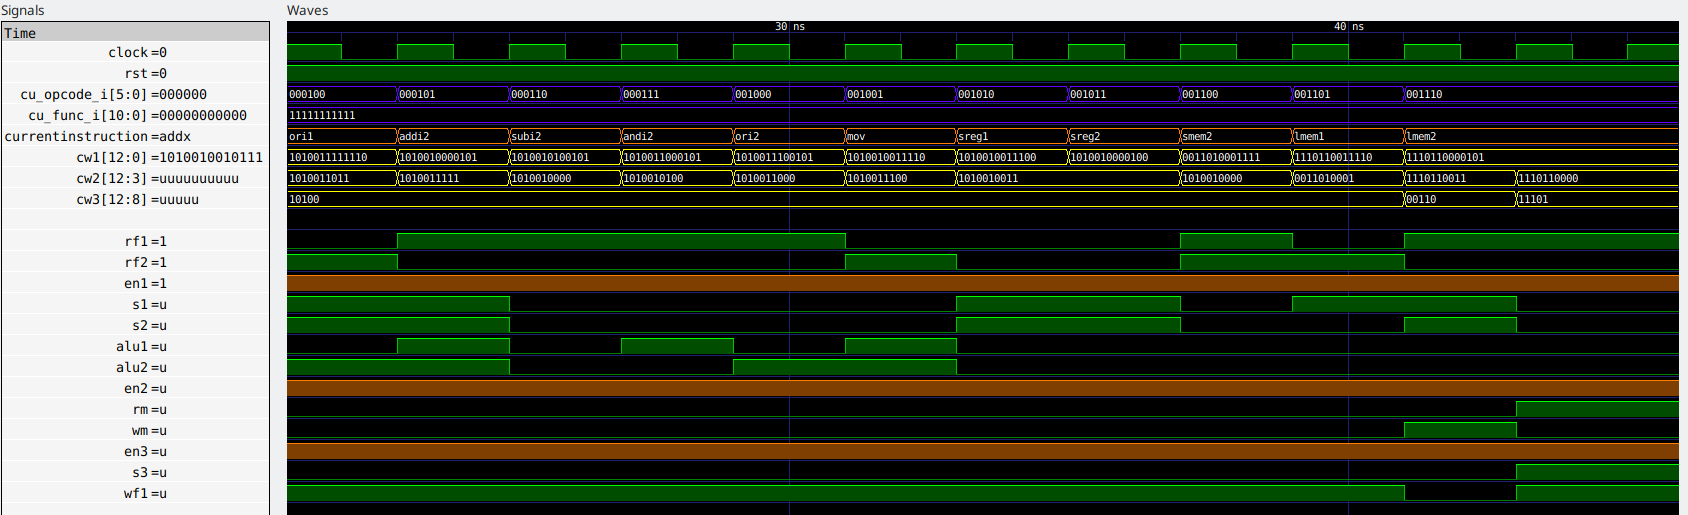 Signals Waves
Time 30 ns 40 ns
clock =0
rst =0
cu_opcode_i[5:0] =000000 000100 000101 000110 000111 001000 001001 001010 001011 001100 001101 001110
cu_func_i[10:0] =00000000000 11111111111
currentinstruction =addx ori1 addi2 subi2 andi2 ori2 mov sreg1 sreg2 smem2 lmem1 lmem2
cw1[12:0] =1010010010111 1010011111110 1010010000101 1010010100101 1010011000101 1010011100101 1010010011110 1010010011100 1010010000100 0011010001111 1110110011110 1110110000101
cw2[12:3] =uuuuuuuuuu 1010011011 1010011111 1010010000 1010010100 1010011000 1010011100 1010010011 1010010000 0011010001 1110110011 1110110000
cw3[12:8] =uuuuu 10100 00110 11101
rf1 =1
rf2 =1
en1 =1
s1 =u
s2 =u
alu1 =u
alu2 =u
en2 =u
rm =u
wm =u
en3 =u
s3 =u
wf1 =u